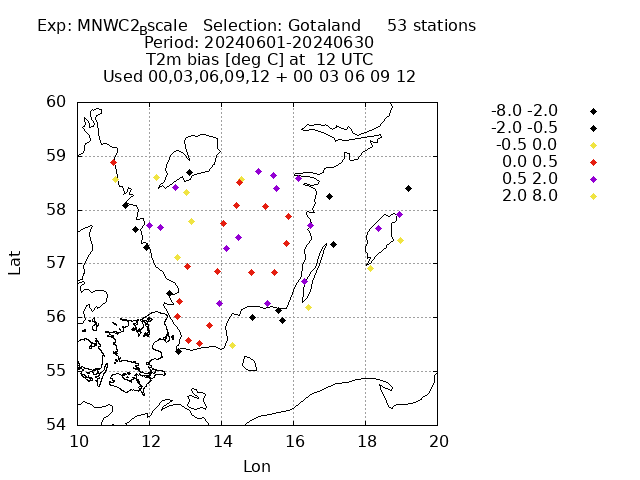 Exp: MNWC2Bscale   Selection: Gotaland     53 stations
Period: 20240601-20240630
T2m bias [deg C] at  12 UTC
Used 00,03,06,09,12 + 00 03 06 09 12
-8.0 -2.0
-2.0 -0.5
-0.5 0.0
0.0 0.5
0.5 2.0
2.0 8.0
60
59
58
57
56
55
54
Lat
10 12 14 16 18 20
Lon